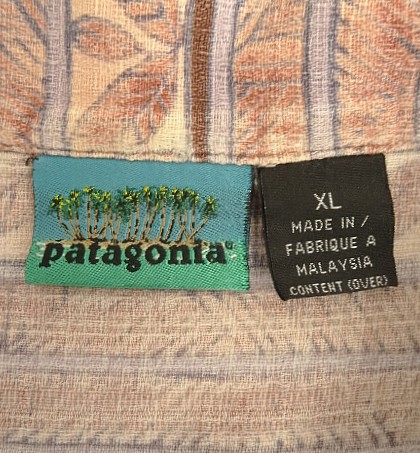 patagonia®
XL
MADE IN /
FABRIQUE A
MALAYSIA
CONTENT (OVER)